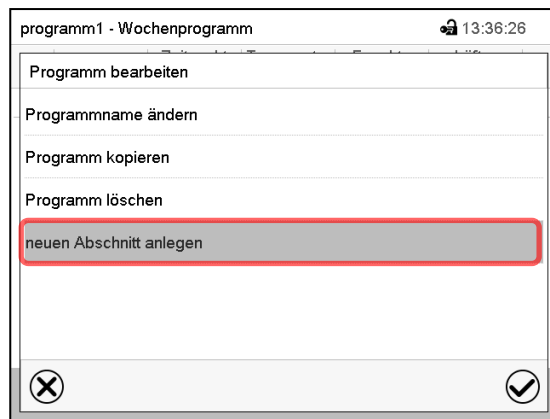 programm1 - Wochenprogramm 13:36:26
Programm bearbeiten
Programmname ändern
Programm kopieren
Programm löschen
neuen Abschnitt anlegen